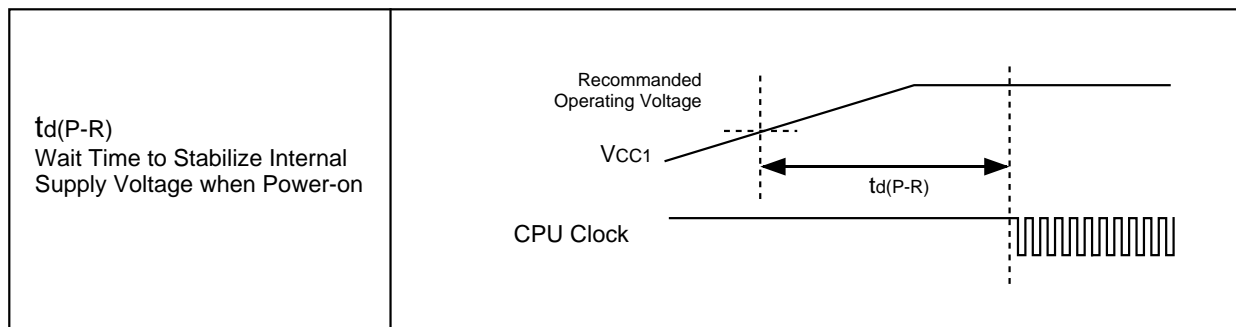 td(P-R)
Wait Time to Stabilize Internal
Supply Voltage when Power-on
Recommanded
Operating Voltage
VCC1
td(P-R)
CPU Clock